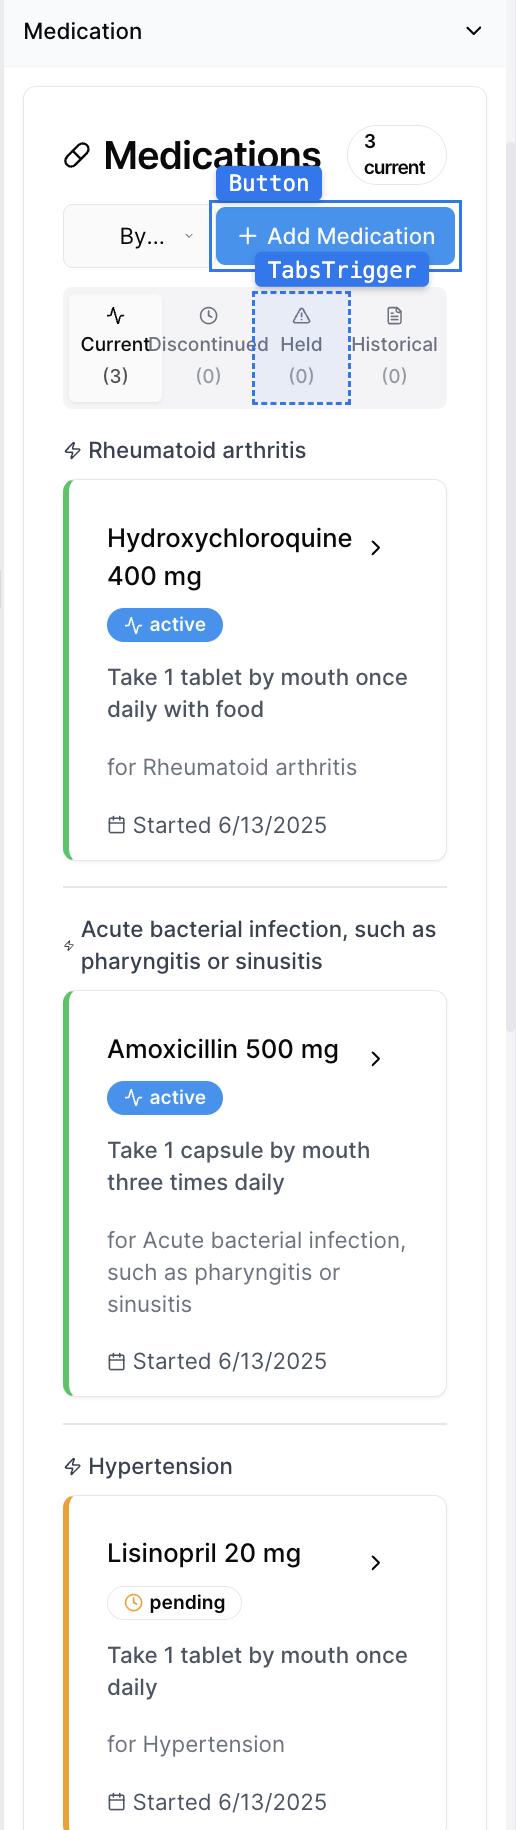 Medication
Medications
3
current
Button
By...
Add Medication
TabsTrigger
Current
(3)
Discontinued
(0)
Held
(0)
Historical
(0)
Rheumatoid arthritis
Hydroxychloroquine
400 mg
active
Take 1 tablet by mouth once
daily with food
for Rheumatoid arthritis
Started 6/13/2025
Acute bacterial infection, such as
pharyngitis or sinusitis
Amoxicillin 500 mg
active
Take 1 capsule by mouth
three times daily
for Acute bacterial infection,
such as pharyngitis or
sinusitis
Started 6/13/2025
Hypertension
Lisinopril 20 mg
pending
Take 1 tablet by mouth once
daily
for Hypertension
Started 6/13/2025